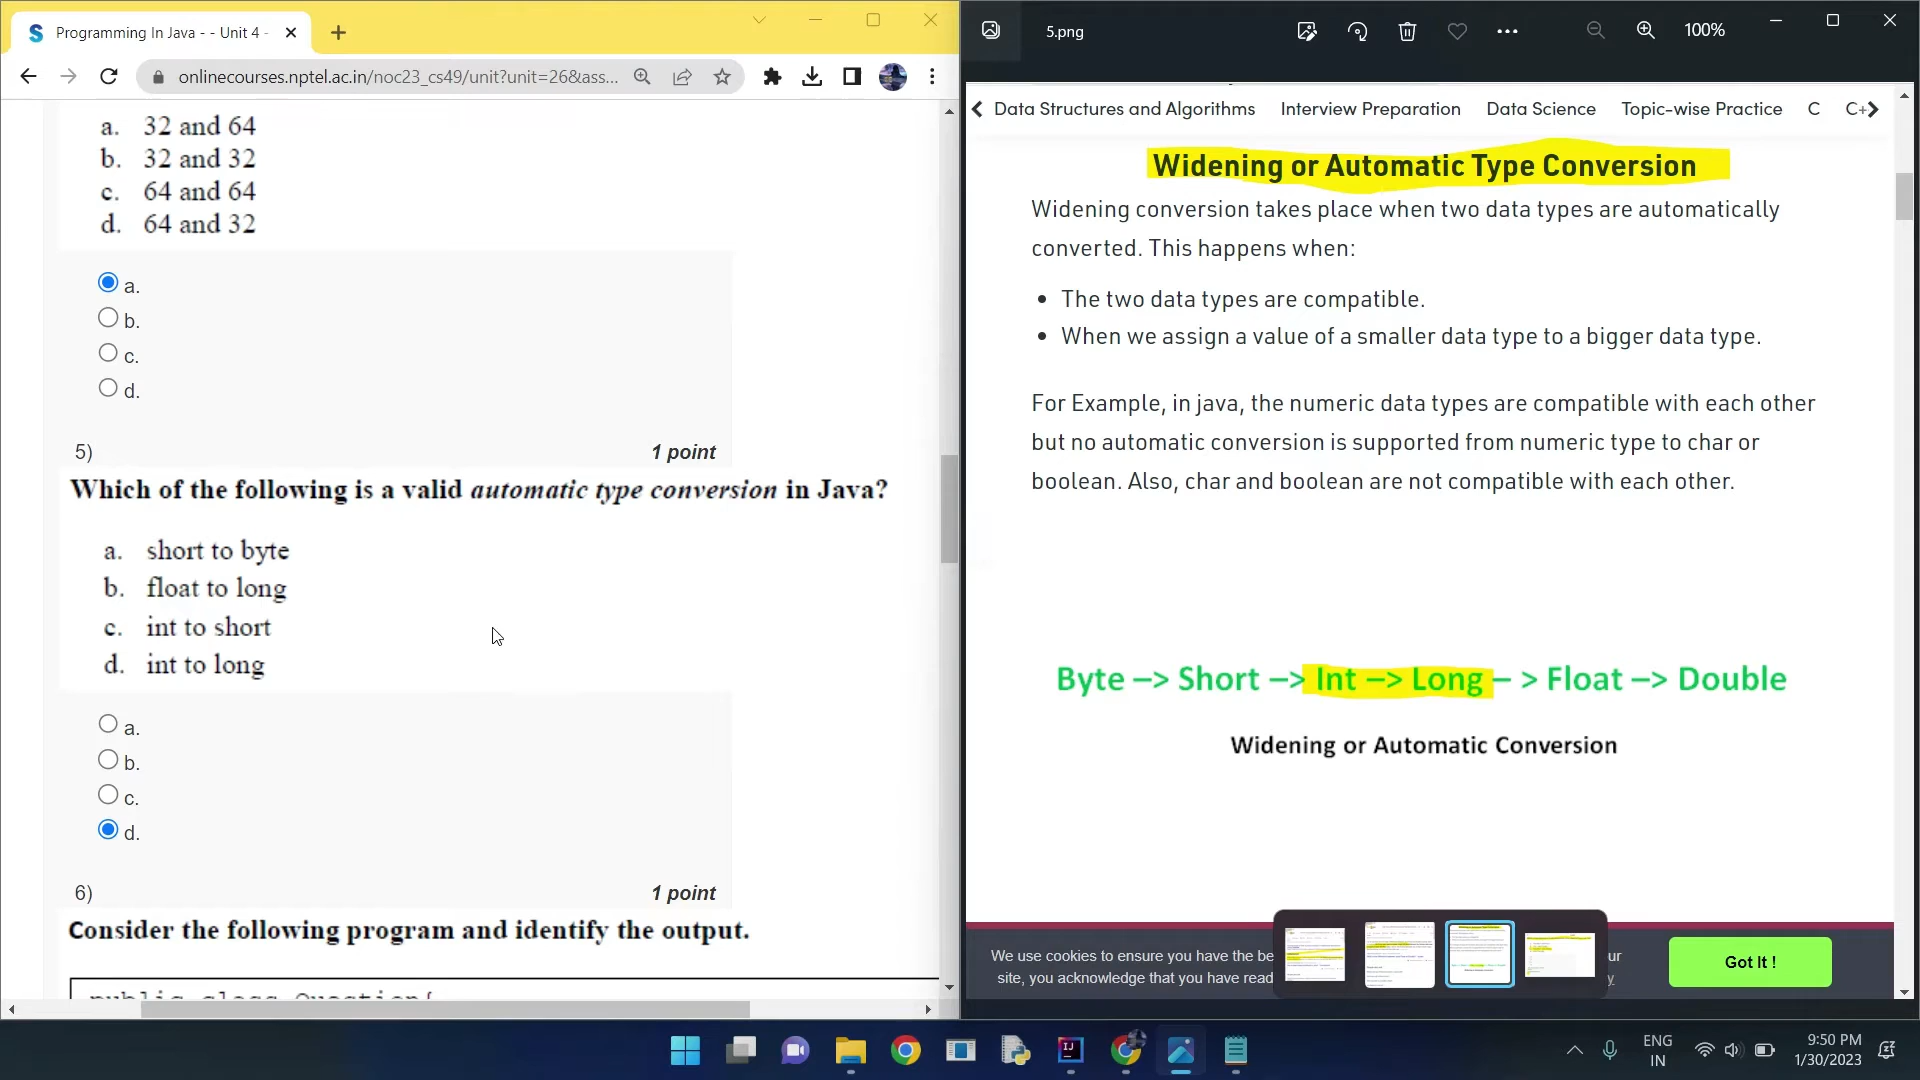 Programming In Java - - Unit 4 -
onlinecourses.nptel.ac.in/noc23_cs49/unit?unit=26&ass...
a. 32 and 64
b. 32 and 32
c. 64 and 64
d. 64 and 32
a.
b.
c.
d.
5)
1 point
Which of the following is a valid automatic type conversion in Java?
a. short to byte
b. float to long
c. int to short
d. int to long
a.
b.
c.
d.
6)
1 point
Consider the following program and identify the output.
public class Question{
5.png
100%
Data Structures and Algorithms Interview Preparation Data Science Topic-wise Practice C C+
Widening or Automatic Type Conversion
Widening conversion takes place when two data types are automatically
converted. This happens when:
• The two data types are compatible.
• When we assign a value of a smaller data type to a bigger data type.
For Example, in java, the numeric data types are compatible with each other
but no automatic conversion is supported from numeric type to char or
boolean. Also, char and boolean are not compatible with each other.
Byte –> Short –> Int –> Long – > Float –> Double
Widening or Automatic Conversion
We use cookies to ensure you have the be
ur
site, you acknowledge that you have read
y
Got It !
ENG
IN
9:50 PM
1/30/2023